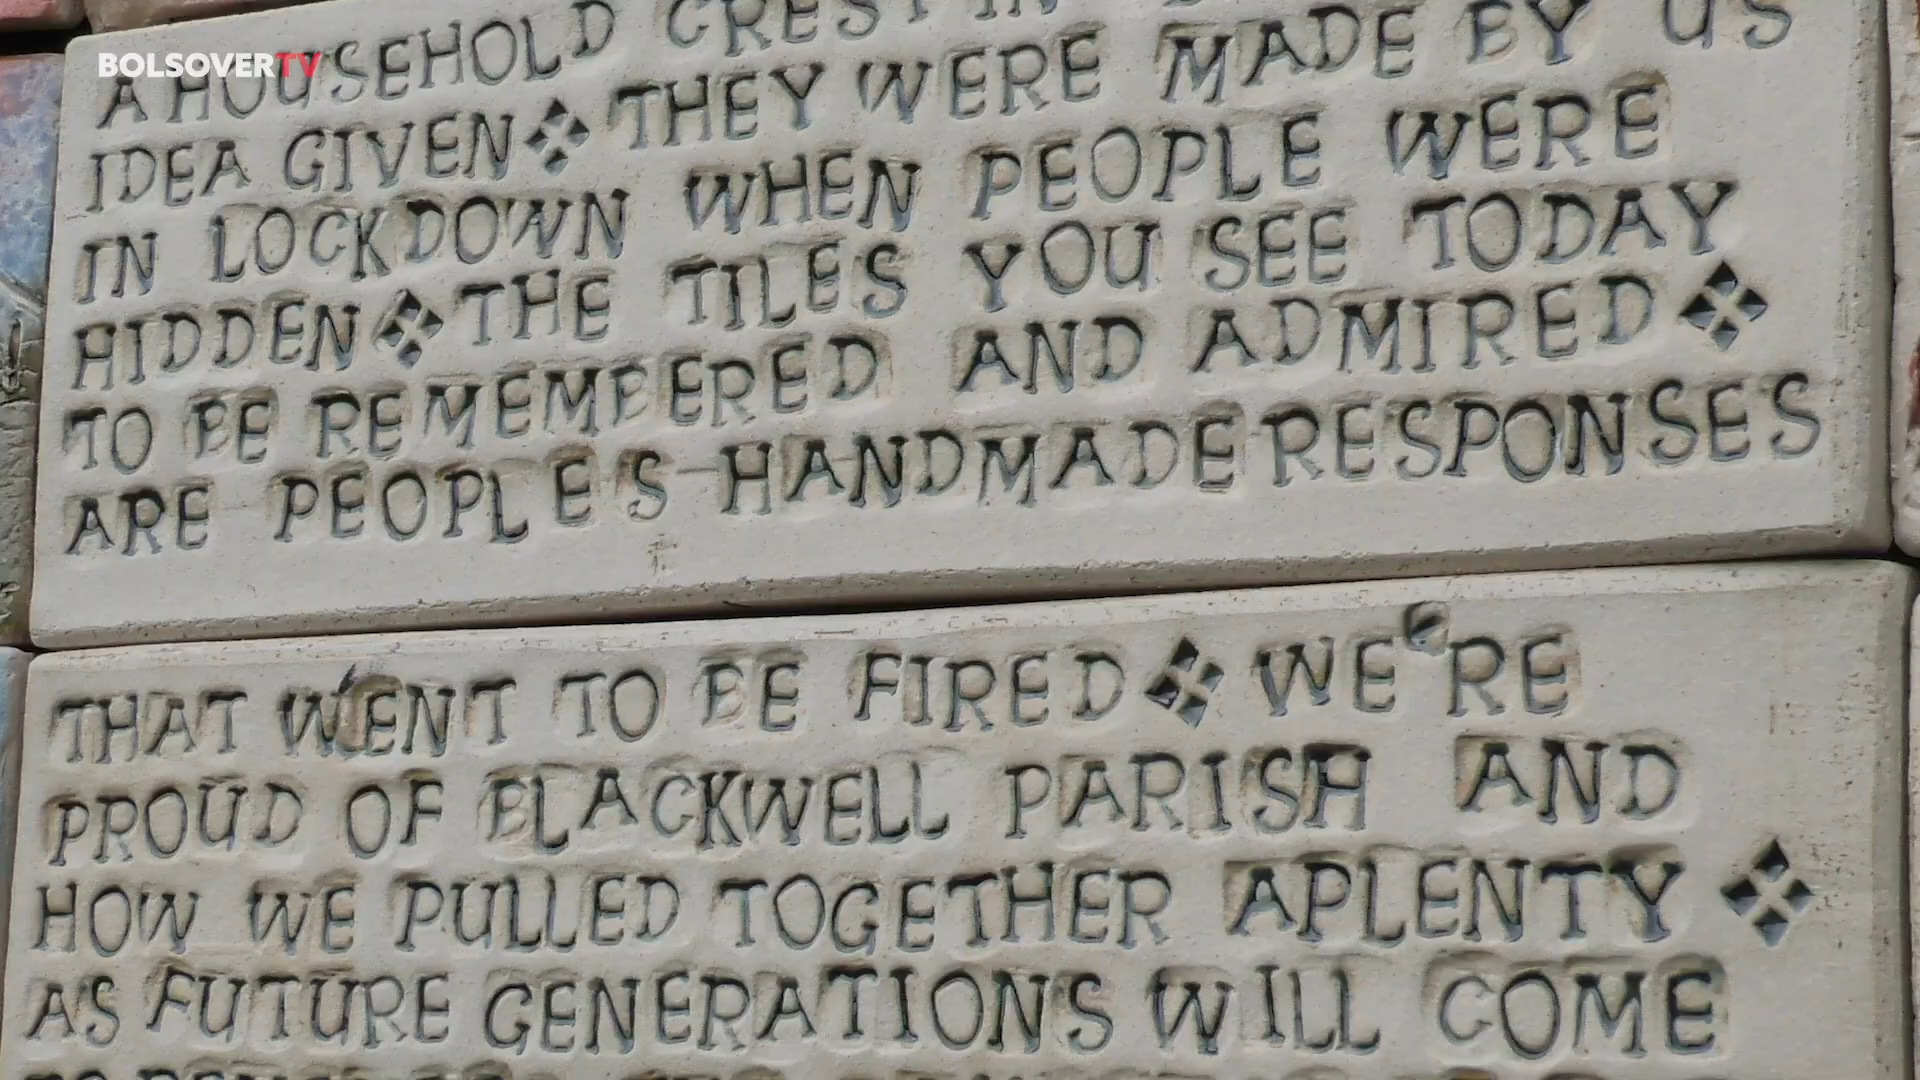 BOLSOVERTV
A HOUSEHOLD CREST IN
IDEA GIVEN ❖ THEY WERE MADE BY US
IN LOCKDOWN WHEN PEOPLE WERE
HIDDEN ❖ THE TILES YOU SEE TODAY
TO BE REMEMBERED AND ADMIRED ❖
ARE PEOPLE'S HANDMADE RESPONSES
THAT WENT TO BE FIRED ❖ WE'RE
PROUD OF BLACKWELL PARISH AND
HOW WE PULLED TOGETHER APLENTY ❖
AS FUTURE GENERATIONS WILL COME